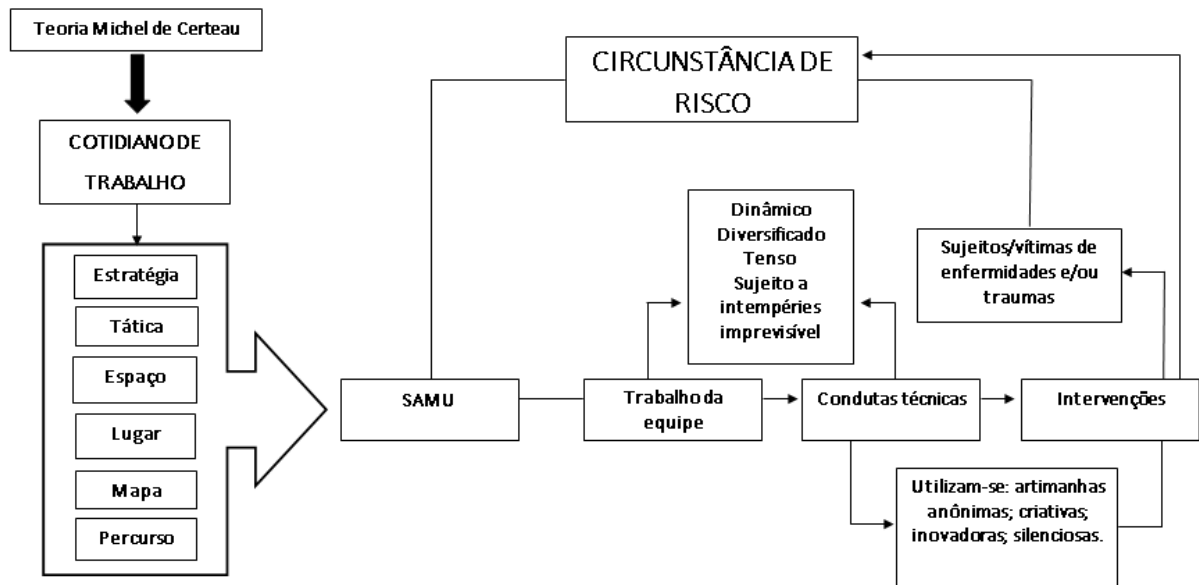 Teoria Michel de Certeau
COTIDIANO DE
TRABALHO
Estratégia
Tática
Espaço
Lugar
Mapa
Percurso
CIRCUNSTÂNCIA DE
RISCO
Dinâmico
Diversificado
Tenso
Sujeito a
intempéries
imprevisível
Sujeitos/vítimas de
enfermidades e/ou
traumas
SAMU
Trabalho da
equipe
Condutas técnicas
Intervenções
Utilizam-se: artimanhas
anônimas; criativas;
inovadoras; silenciosas.